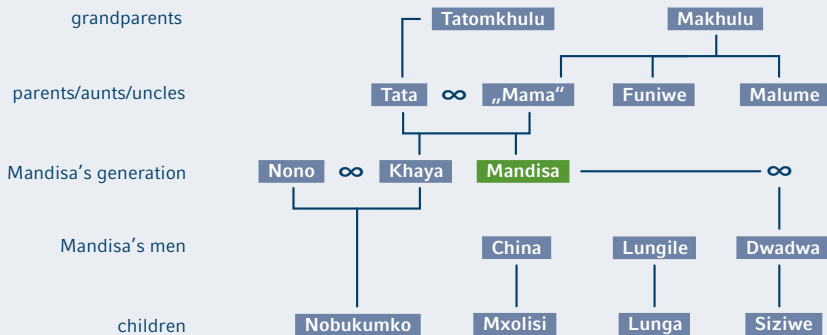 grandparents Tatomkhulu Makhulu
parents/aunts/uncles Tata ∞ „Mama“ Funiwe Malume
Mandisa’s generation Nono ∞ Khaya Mandisa ∞
Mandisa’s men China Lungile Dwadwa
children Nobukumko Mxolisi Lunga Siziwe